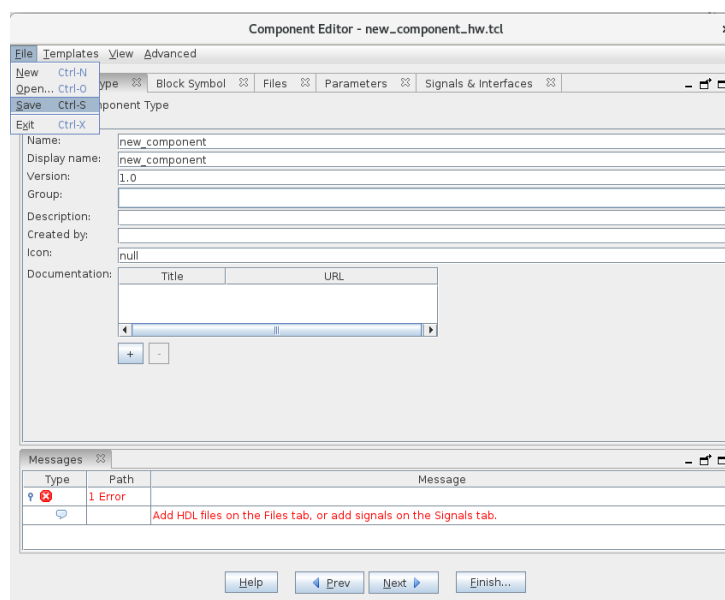 Component Editor - new_component_hw.tcl
File Templates View Advanced
New Ctrl-N
Open... Ctrl-O
Save Ctrl-S
Exit Ctrl-X
Block Symbol Files Parameters Signals & Interfaces
Type
Name: new_component
Display name: new_component
Version: 1.0
Group:
Description:
Created by:
Icon: null
Documentation: Title URL
+ -
Messages
Type Path Message
1 Error
Add HDL files on the Files tab, or add signals on the Signals tab.
Help Prev Next Finish...